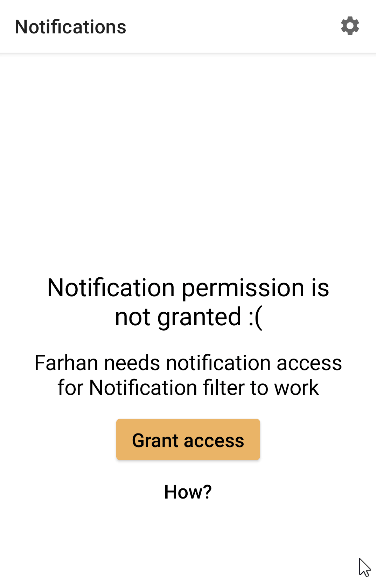 Notifications
Notification permission is
not granted :(
Farhan needs notification access
for Notification filter to work
Grant access
How?